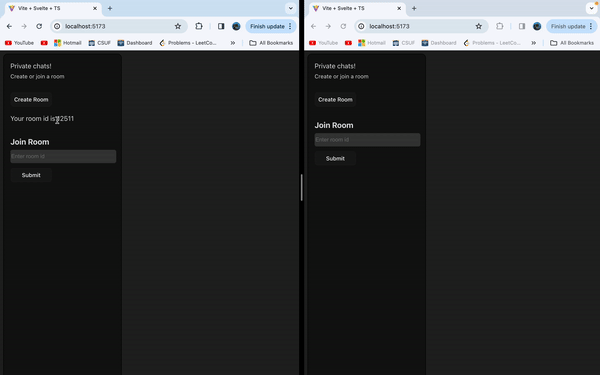 Vite + Svelte + TS
localhost:5173
Finish update
YouTube
Hotmail
CSUF
Dashboard
Problems - LeetCo...
All Bookmarks
Private chats!
Create or join a room
Create Room
Your room id is
Join Room
Enter room id
Submit
Vite + Svelte + TS
localhost:5173
Finish update
YouTube
Hotmail
CSUF
Dashboard
Problems - LeetCo...
All Bookmarks
Private chats!
Create or join a room
Create Room
Join Room
Enter room id
Submit